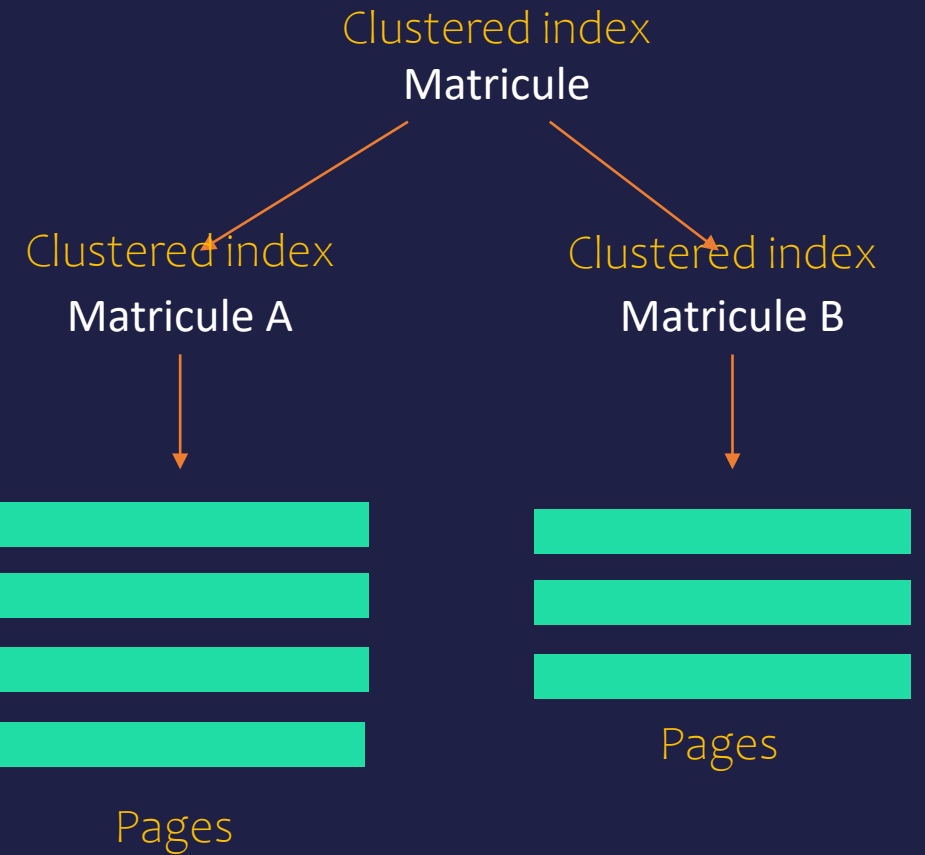 Clustered index
Matricule
Clustered index
Matricule A
Clustered index
Matricule B
Pages
Pages